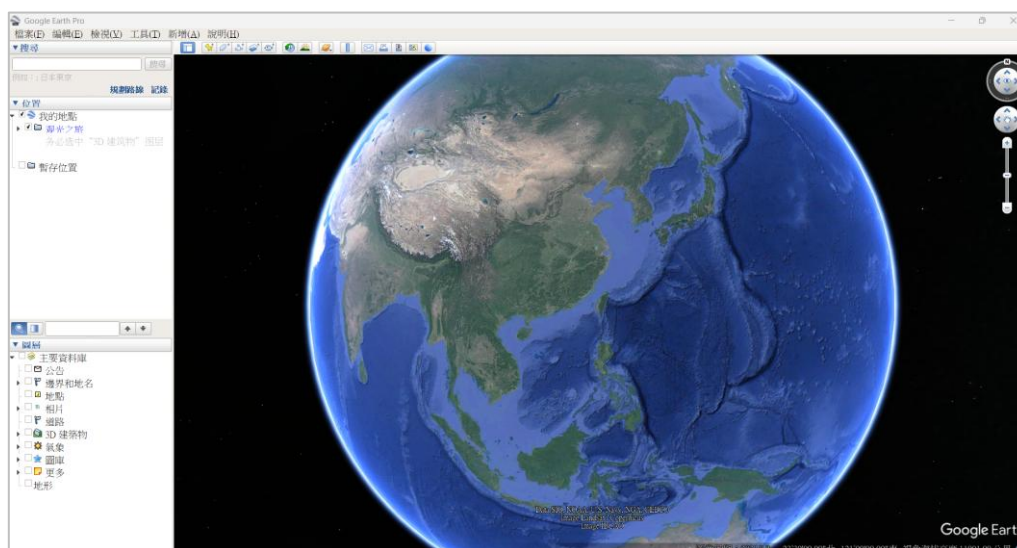 Google Earth Pro
檔案(F) 編輯(E) 檢視(V) 工具(T) 新增(A) 說明(H)
▼搜尋
搜尋
規劃路線 記錄
▼位置
我的地點
觀光之旅
務必選中 "3D 建築物" 圖層
暫存位置
▼圖層
主要資料庫
公告
邊界和地名
地點
相片
道路
3D 建築物
氣象
圖庫
更多
地形
N
Google Eart